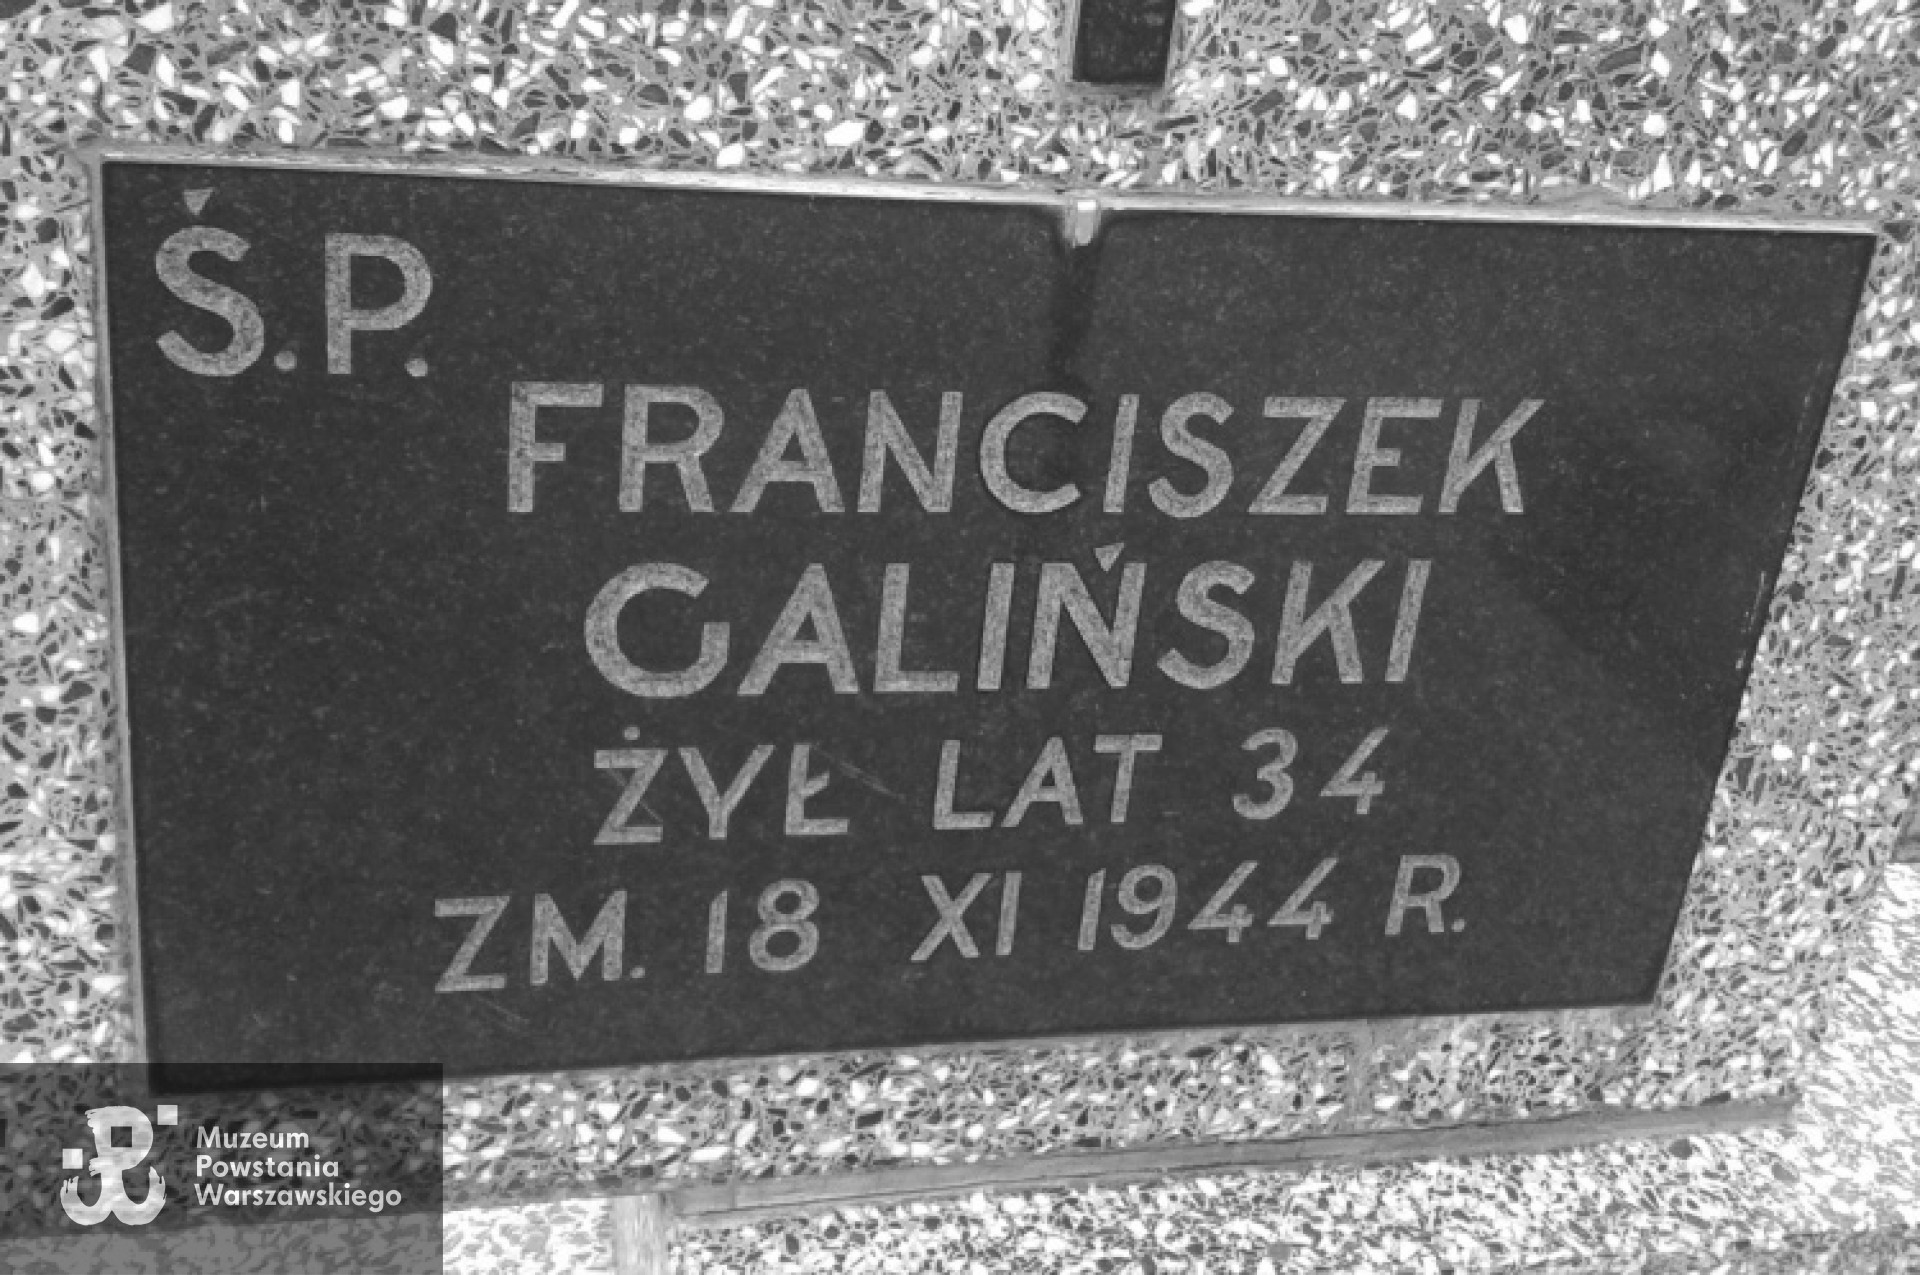 Ś.P.
FRANCISZEK
GALIŃSKI
ŻYŁ LAT 34
ZM. 18 XI 1944 R.
Muzeum
Powstania
Warszawskiego